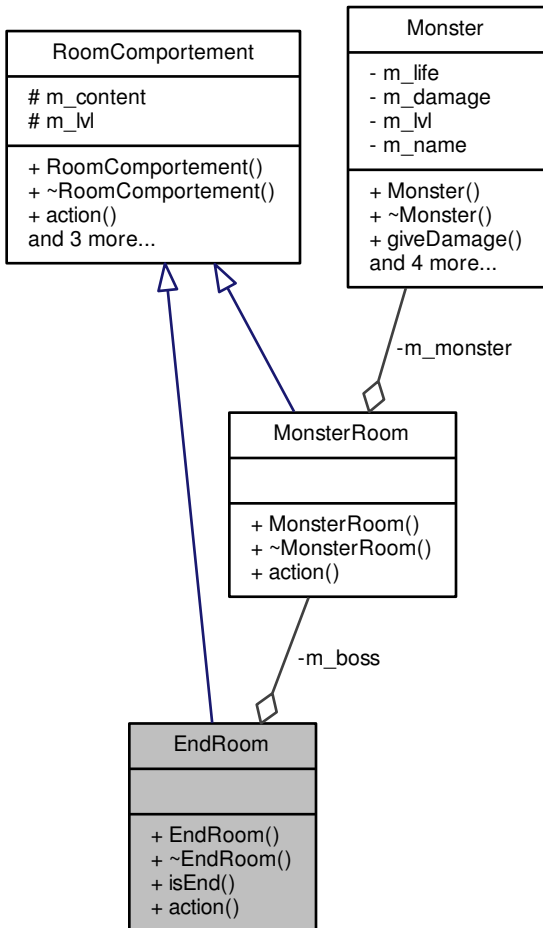 RoomComportement
# m_content
# m_lvl
+ RoomComportement()
+ ~RoomComportement()
+ action()
and 3 more...
Monster
- m_life
- m_damage
- m_lvl
- m_name
+ Monster()
+ ~Monster()
+ giveDamage()
and 4 more...
-m_monster
MonsterRoom
+ MonsterRoom()
+ ~MonsterRoom()
+ action()
-m_boss
EndRoom
+ EndRoom()
+ ~EndRoom()
+ isEnd()
+ action()